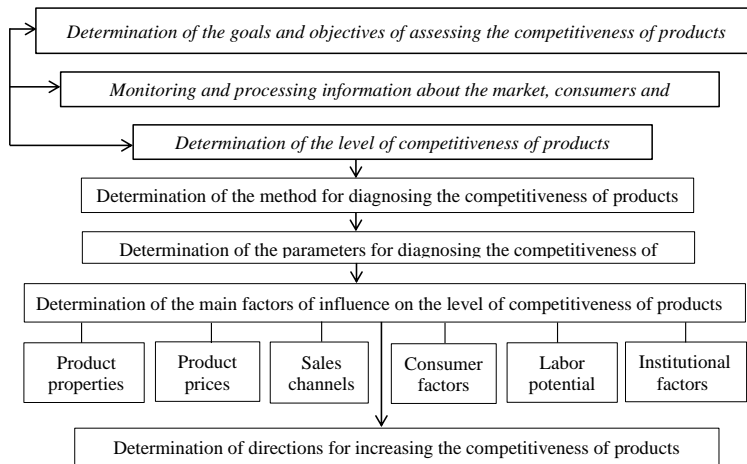 Determination of the goals and objectives of assessing the competitiveness of products
Monitoring and processing information about the market, consumers and
Determination of the level of competitiveness of products
Determination of the method for diagnosing the competitiveness of products
Determination of the parameters for diagnosing the competitiveness of
Determination of the main factors of influence on the level of competitiveness of products
Product
properties
Product
prices
Sales
channels
Consumer
factors
Labor
potential
Institutional
factors
Determination of directions for increasing the competitiveness of products